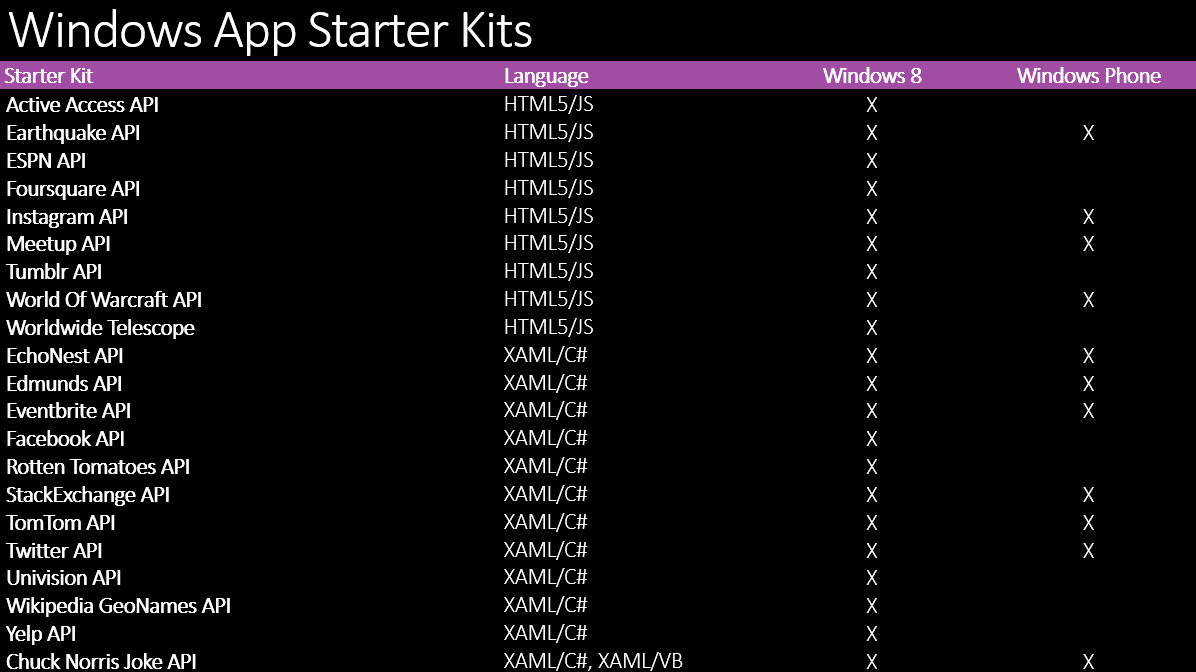 Windows App Starter Kits
Starter Kit Language Windows 8 Windows Phone
Active Access API HTML5/JS X
Earthquake API HTML5/JS X X
ESPN API HTML5/JS X
Foursquare API HTML5/JS X
Instagram API HTML5/JS X X
Meetup API HTML5/JS X X
Tumblr API HTML5/JS X
World Of Warcraft API HTML5/JS X X
Worldwide Telescope HTML5/JS X
EchoNest API XAML/C# X X
Edmunds API XAML/C# X X
Eventbrite API XAML/C# X X
Facebook API XAML/C# X
Rotten Tomatoes API XAML/C# X
StackExchange API XAML/C# X X
TomTom API XAML/C# X X
Twitter API XAML/C# X X
Univision API XAML/C# X
Wikipedia GeoNames API XAML/C# X
Yelp API XAML/C# X
Chuck Norris Joke API XAML/C#, XAML/VB X X